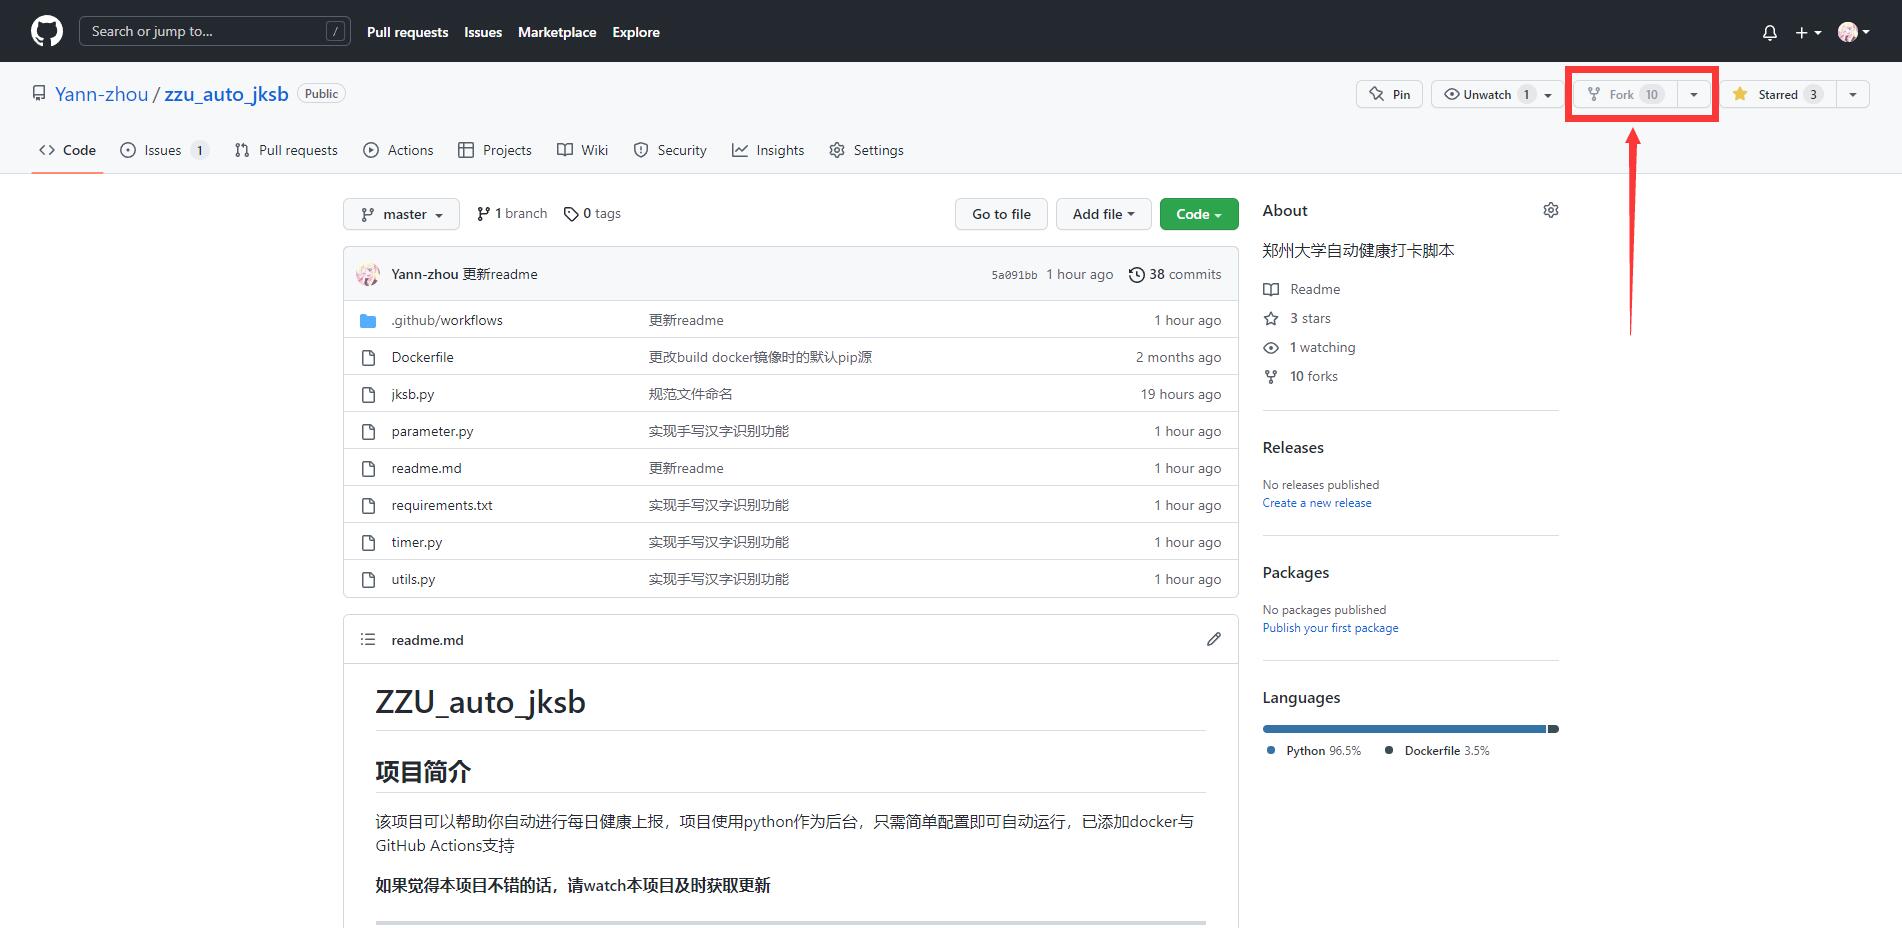 Search or jump to... /
Pull requests Issues Marketplace Explore
Yann-zhou / zzu_auto_jksb Public
Pin Unwatch 1 Fork 10 Starred 3
Code Issues 1 Pull requests Actions Projects Wiki Security Insights Settings
master 1 branch 0 tags Go to file Add file Code
Yann-zhou 更新readme 5a091bb 1 hour ago 38 commits
.github/workflows 更新readme 1 hour ago
Dockerfile 更改build docker镜像时的默认pip源 2 months ago
jksb.py 规范文件命名 19 hours ago
parameter.py 实现手写汉字识别功能 1 hour ago
readme.md 更新readme 1 hour ago
requirements.txt 实现手写汉字识别功能 1 hour ago
timer.py 实现手写汉字识别功能 1 hour ago
utils.py 实现手写汉字识别功能 1 hour ago
readme.md
ZZU_auto_jksb
项目简介
该项目可以帮助你自动进行每日健康上报，项目使用python作为后台，只需简单配置即可自动运行，已添加docker与
GitHub Actions支持
如果觉得本项目不错的话，请watch本项目及时获取更新
About
郑州大学自动健康打卡脚本
Readme
3 stars
1 watching
10 forks
Releases
No releases published
Create a new release
Packages
No packages published
Publish your first package
Languages
Python 96.5% Dockerfile 3.5%